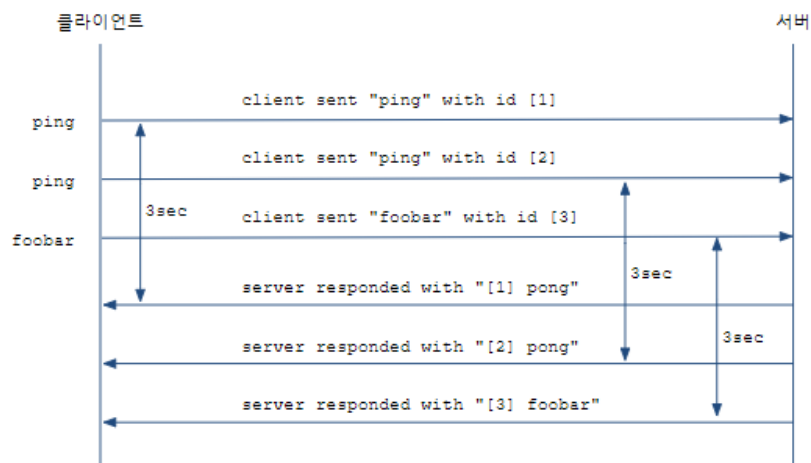 클라이언트
서버
client sent "ping" with id [1]
ping
client sent "ping" with id [2]
ping
3sec
client sent "foobar" with id [3]
foobar
3sec
server responded with "[1] pong"
3sec
server responded with "[2] pong"
server responded with "[3] foobar"